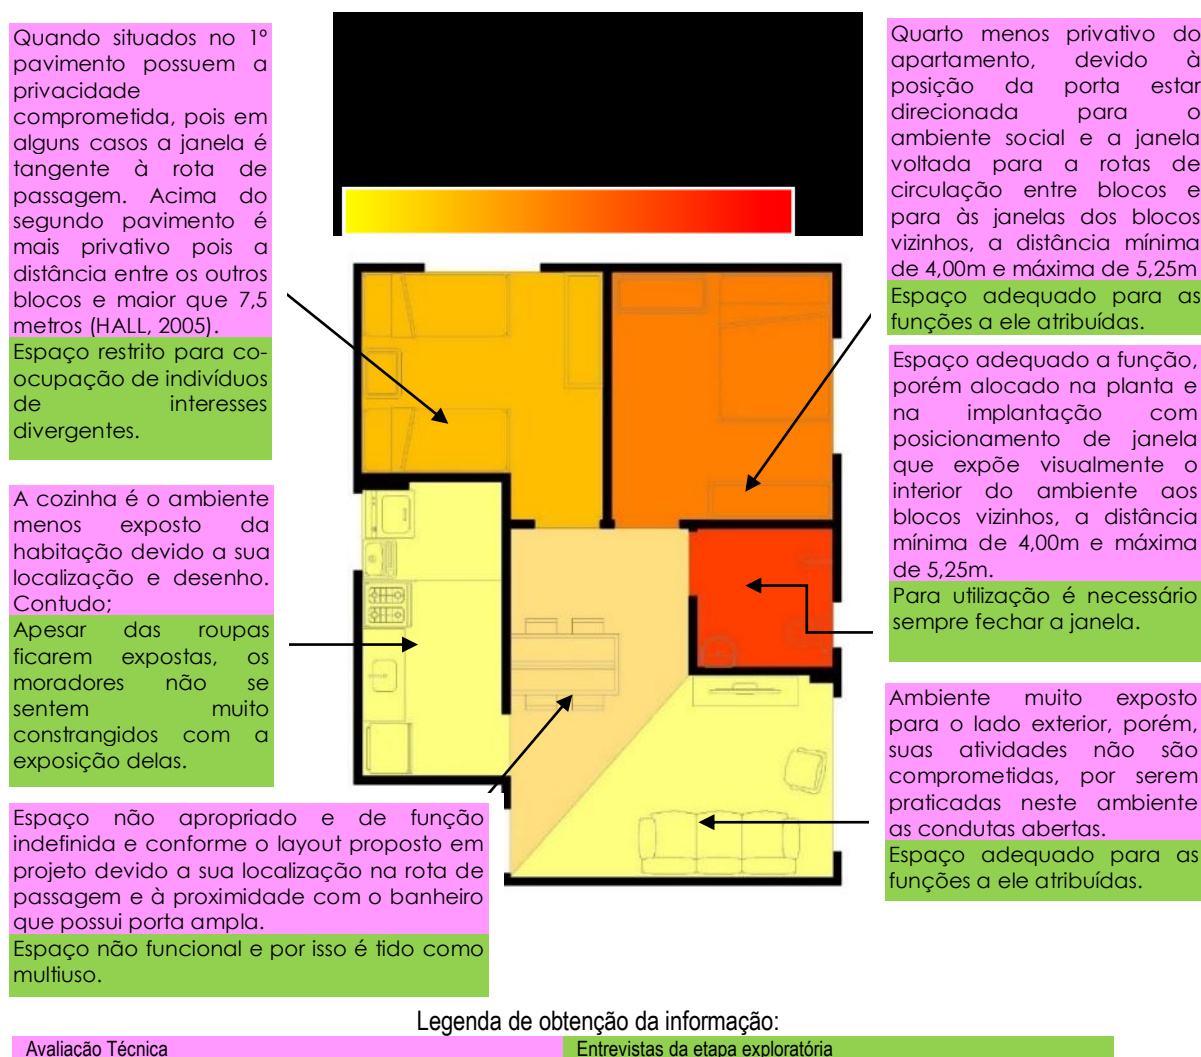 Quando situados no 1º
pavimento possuem a
privacidade
comprometida, pois em
alguns casos a janela é
tangente à rota de
passagem. Acima do
segundo pavimento é
mais privativo pois a
distância entre os outros
blocos e maior que 7,5
metros (HALL, 2005).
Espaço restrito para co-
ocupação de indivíduos
de interesses
divergentes.
A cozinha é o ambiente
menos exposto da
habitação devido a sua
localização e desenho.
Contudo;
Apesar das roupas
ficarem expostas, os
moradores não se
sentem muito
constrangidos com a
exposição delas.
Espaço não apropriado e de função
indefinida e conforme o layout proposto em
projeto devido a sua localização na rota de
passagem e à proximidade com o banheiro
que possui porta ampla.
Espaço não funcional e por isso é tido como
multiuso.
Quarto menos privativo do
apartamento, devido à
posição da porta estar
direcionada para o
ambiente social e a janela
voltada para a rotas de
circulação entre blocos e
para às janelas dos blocos
vizinhos, a distância mínima
de 4,00m e máxima de 5,25m
Espaço adequado para as
funções a ele atribuídas.
Espaço adequado a função,
porém alocado na planta e
na implantação com
posicionamento de janela
que expõe visualmente o
interior do ambiente aos
blocos vizinhos, a distância
mínima de 4,00m e máxima
de 5,25m.
Para utilização é necessário
sempre fechar a janela.
Ambiente muito exposto
para o lado exterior, porém,
suas atividades não são
comprometidas, por serem
praticadas neste ambiente
as condutas abertas.
Espaço adequado para as
funções a ele atribuídas.
Legenda de obtenção da informação:
Avaliação Técnica
Entrevistas da etapa exploratória